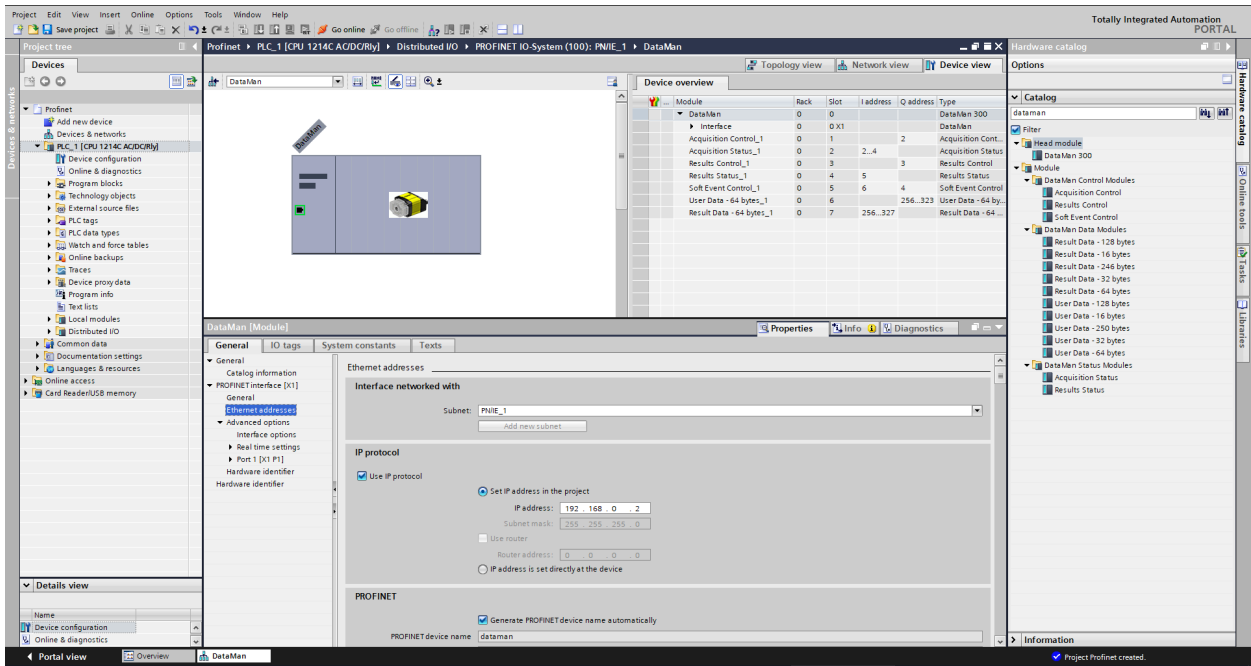 Project Edit View Insert Online Options Tools Window Help
Totally Integrated Automation
PORTAL
Save project
Go online
Go offline
Project tree
Devices
Devices & networks
Profinet
Add new device
Devices & networks
PLC_1 [CPU 1214C AC/DC/Rly]
Device configuration
Online & diagnostics
Program blocks
Technology objects
External source files
PLC tags
PLC data types
Watch and force tables
Online backups
Traces
Device proxy data
Program info
Text lists
Local modules
Distributed I/O
Common data
Documentation settings
Languages & resources
Online access
Card Reader/USB memory
Details view
Name
Device configuration
Online & diagnostics
Profinet PLC_1 [CPU 1214C AC/DC/Rly] Distributed I/O PROFINET IO-System (100): PN/IE_1 DataMan
Topology view Network view Device view
DataMan
DataMan
Device overview
... Module Rack Slot I address Q address Type
DataMan 0 0 DataMan 300
Interface 0 0 X1 DataMan
Acquisition Control_1 0 1 2 Acquisition Cont...
Acquisition Status_1 0 2 2...4 Acquisition Status
Results Control_1 0 3 3 Results Control
Results Status_1 0 4 5 Results Status
Soft Event Control_1 0 5 6 4 Soft Event Control
User Data - 64 bytes_1 0 6 256...323 User Data - 64 by...
Result Data - 64 bytes_1 0 7 256...327 Result Data - 64 ...
DataMan [Module]
Properties Info Diagnostics
General IO tags System constants Texts
General
Catalog information
PROFINET interface [X1]
General
Ethernet addresses
Advanced options
Interface options
Real time settings
Port 1 [X1 P1]
Hardware identifier
Hardware identifier
Ethernet addresses
Interface networked with
Subnet: PN/IE_1
Add new subnet
IP protocol
Use IP protocol
Set IP address in the project
IP address: 192 . 168 . 0 . 2
Subnet mask: 255 . 255 . 255 . 0
Use router
Router address: 0 . 0 . 0 . 0
IP address is set directly at the device
PROFINET
Generate PROFINET device name automatically
PROFINET device name dataman
Hardware catalog
Options
Catalog
dataman
Filter
Head module
DataMan 300
Module
DataMan Control Modules
Acquisition Control
Results Control
Soft Event Control
DataMan Data Modules
Result Data - 128 bytes
Result Data - 16 bytes
Result Data - 246 bytes
Result Data - 32 bytes
Result Data - 64 bytes
User Data - 128 bytes
User Data - 16 bytes
User Data - 250 bytes
User Data - 32 bytes
User Data - 64 bytes
DataMan Status Modules
Acquisition Status
Results Status
Information
Hardware catalog
Online tools
Tasks
Libraries
Portal view
Overview
DataMan
Project Profinet created.